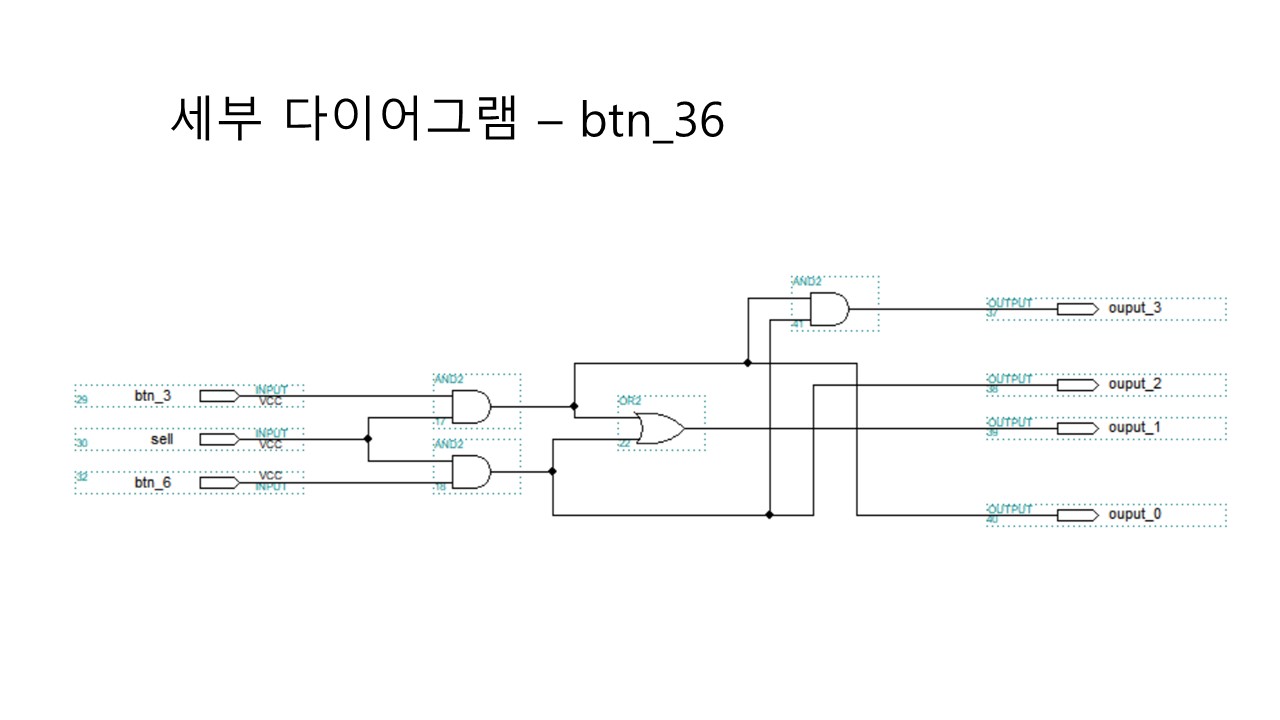 세부 다이어그램 – btn_36
AND2
41
OUTPUT
37
ouput_3
AND2
17
OUTPUT
38
ouput_2
29
btn_3
INPUT
VCC
OR2
22
OUTPUT
39
ouput_1
30
sell
INPUT
VCC
AND2
18
32
btn_6
VCC
INPUT
OUTPUT
40
ouput_0